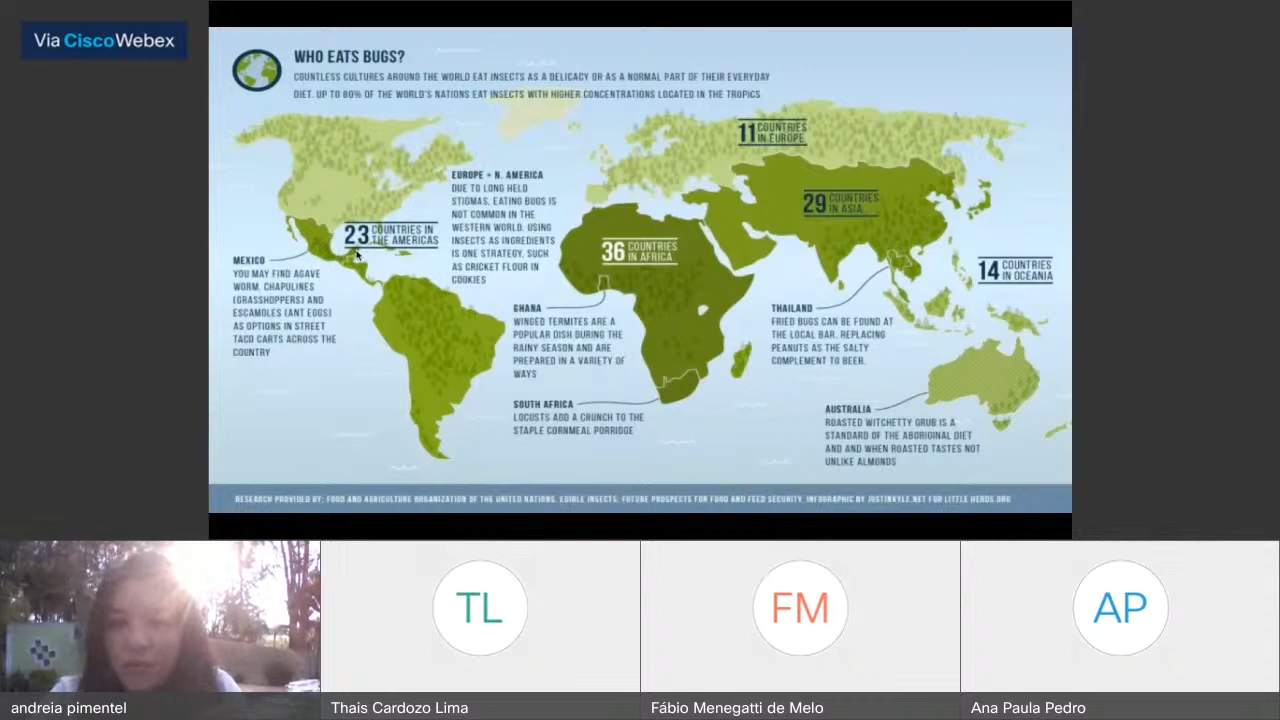 Via CiscoWebex
WHO EATS BUGS?
COUNTLESS CULTURES AROUND THE WORLD EAT INSECTS AS A DELICACY OR AS A NORMAL PART OF THEIR EVERYDAY
DIET. UP TO 80% OF THE WORLD'S NATIONS EAT INSECTS WITH HIGHER CONCENTRATIONS LOCATED IN THE TROPICS
11 COUNTRIES
IN EUROPE
EUROPE + N. AMERICA
DUE TO LONG HELD
STIGMAS, EATING BUGS IS
NOT COMMON IN THE
WESTERN WORLD. USING
INSECTS AS INGREDIENTS
IS ONE STRATEGY, SUCH
AS CRICKET FLOUR IN
COOKIES
29 COUNTRIES
IN ASIA
23 COUNTRIES IN
THE AMERICAS
36 COUNTRIES
IN AFRICA
14 COUNTRIES
IN OCEANIA
MEXICO
YOU MAY FIND AGAVE
WORM, CHAPULINES
(GRASSHOPPERS) AND
ESCAMOLES (ANT EGGS)
AS OPTIONS IN STREET
TACO CARTS ACROSS THE
COUNTRY
GHANA
WINGED TERMITES ARE A
POPULAR DISH DURING THE
RAINY SEASON AND ARE
PREPARED IN A VARIETY OF
WAYS
THAILAND
FRIED BUGS CAN BE FOUND AT
THE LOCAL BAR, REPLACING
PEANUTS AS THE SALTY
COMPLEMENT TO BEER.
SOUTH AFRICA
LOCUSTS ADD A CRUNCH TO THE
STAPLE CORNMEAL PORRIDGE
AUSTRALIA
ROASTED WITCHETTY GRUB IS A
STANDARD OF THE ABORIGINAL DIET
AND AND WHEN ROASTED TASTES NOT
UNLIKE ALMONDS
RESEARCH PROVIDED BY: FOOD AND AGRICULTURE ORGANIZATION OF THE UNITED NATIONS. EDIBLE INSECTS: FUTURE PROSPECTS FOR FOOD AND FEED SECURITY. INFOGRAPHIC BY JUSTINKYLE.NET FOR LITTLE HERDS.ORG
TL
FM
AP
andreia pimentel
Thais Cardozo Lima
Fábio Menegatti de Melo
Ana Paula Pedro